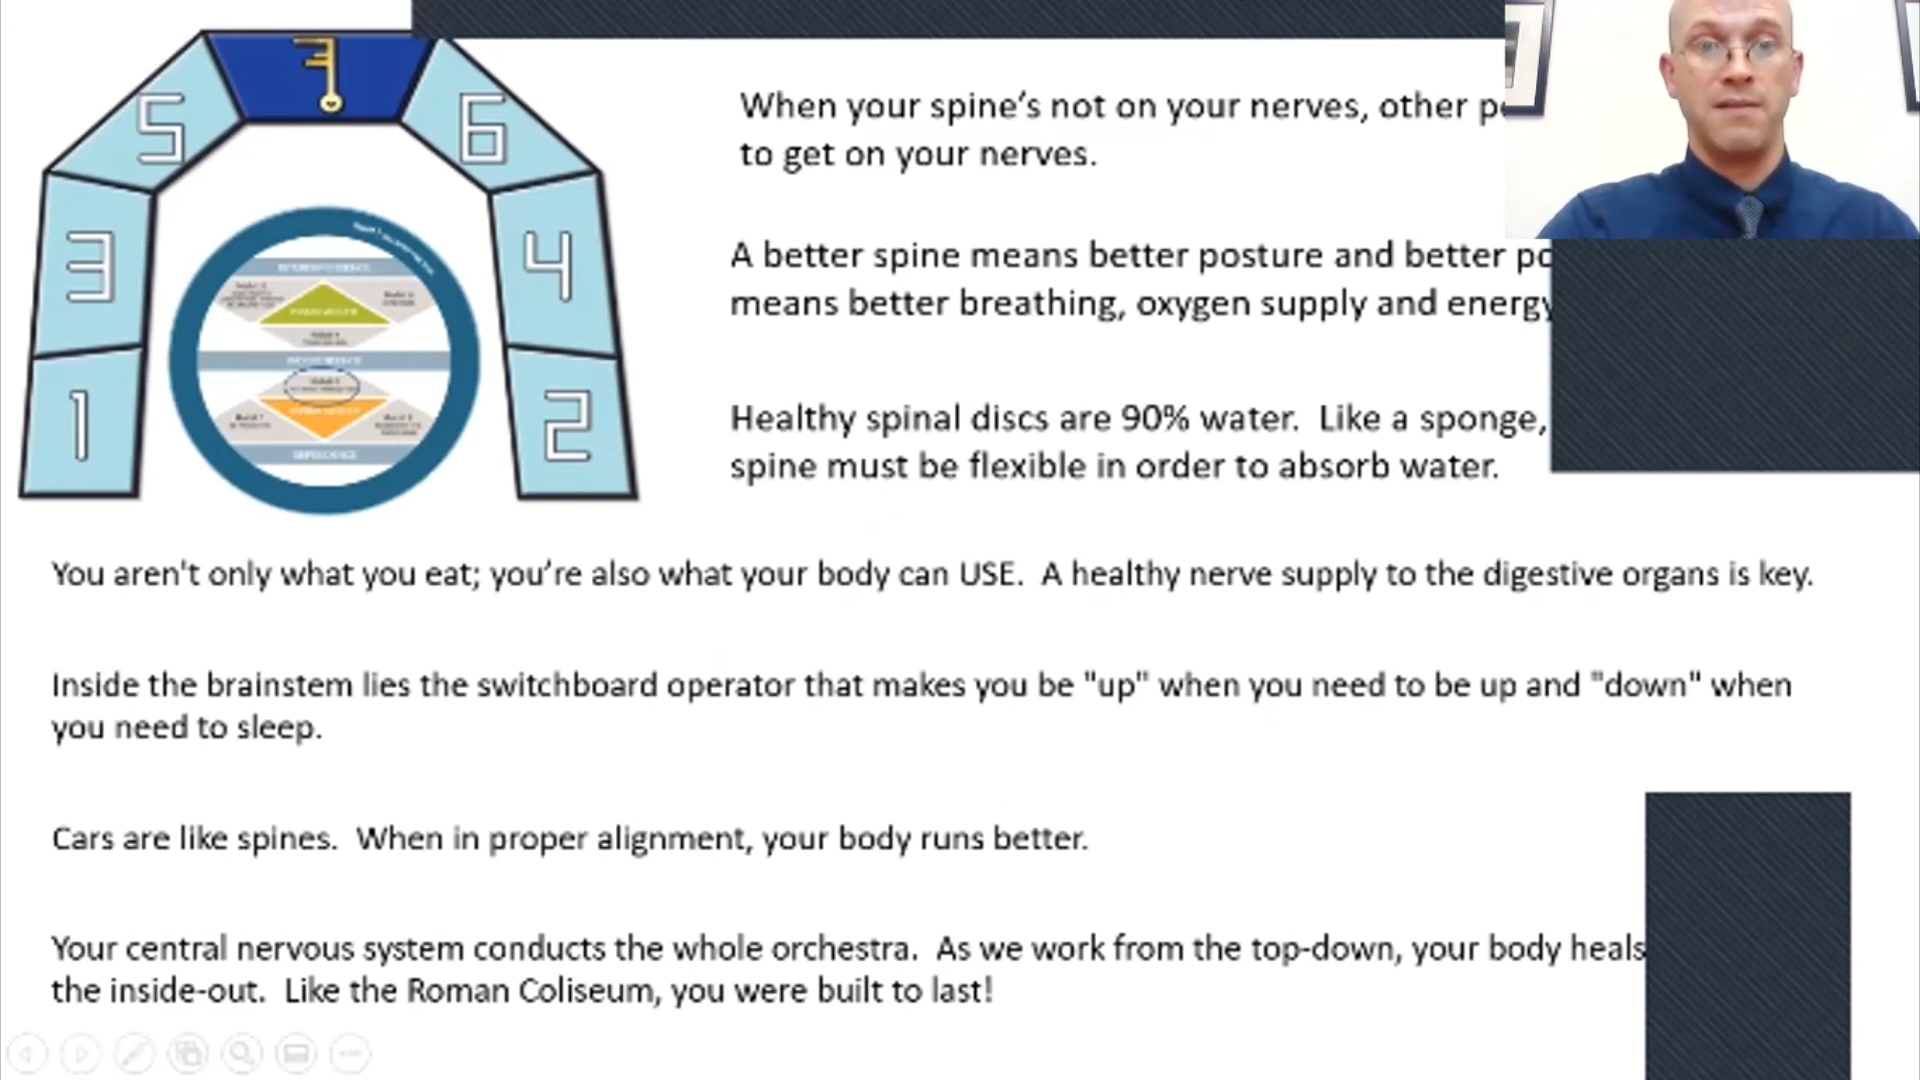 5
6
3
4
1
2
When your spine’s not on your nerves, other
to get on your nerves.
A better spine means better posture and better
means better breathing, oxygen supply and energy
Healthy spinal discs are 90% water.  Like a sponge,
spine must be flexible in order to absorb water.
INTERDEPENDENCE
INDEPENDENCE
DEPENDENCE
You aren't only what you eat; you’re also what your body can USE.  A healthy nerve supply to the digestive organs is key.
Inside the brainstem lies the switchboard operator that makes you be "up" when you need to be up and "down" when
you need to sleep.
Cars are like spines.  When in proper alignment, your body runs better.
Your central nervous system conducts the whole orchestra.  As we work from the top-down, your body heals
the inside-out.  Like the Roman Coliseum, you were built to last!